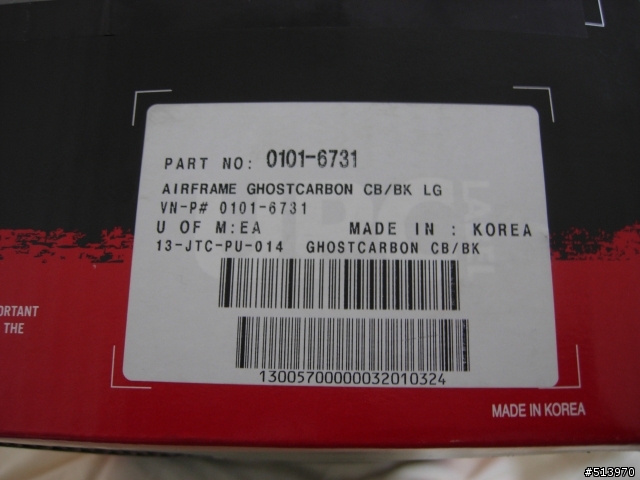 PART NO: 0101-6731
AIRFRAME GHOSTCARBON CB/BK LG
VN-P# 0101-6731
U OF M:EA MADE IN : KOREA
13-JTC-PU-014 GHOSTCARBON CB/BK
13005700000032010324
ORTANT
THE
MADE IN KOREA
#513970